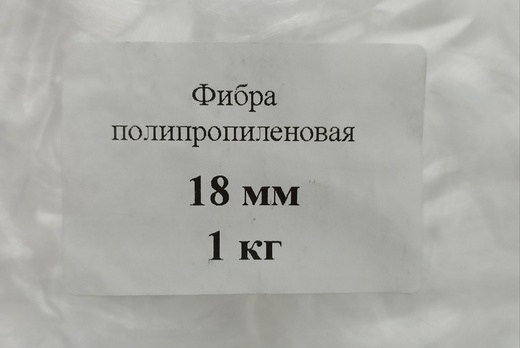 Фибра
полипропиленовая
18 мм
1 кг